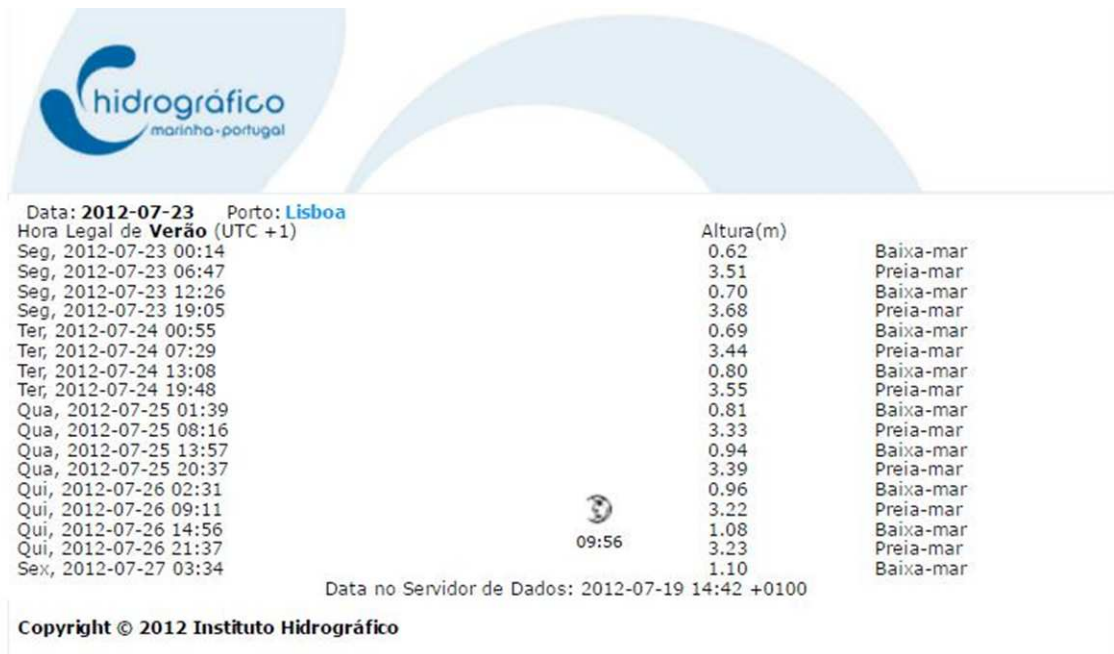 hidrográfico
marinha-portugal
Data: 2012-07-23 Porto: Lisboa
Hora Legal de Verão (UTC +1) Altura(m)
Seg, 2012-07-23 00:14 0.62 Baixa-mar
Seg, 2012-07-23 06:47 3.51 Preia-mar
Seg, 2012-07-23 12:26 0.70 Baixa-mar
Seg, 2012-07-23 19:05 3.68 Preia-mar
Ter, 2012-07-24 00:55 0.69 Baixa-mar
Ter, 2012-07-24 07:29 3.44 Preia-mar
Ter, 2012-07-24 13:08 0.80 Baixa-mar
Ter, 2012-07-24 19:48 3.55 Preia-mar
Qua, 2012-07-25 01:39 0.81 Baixa-mar
Qua, 2012-07-25 08:16 3.33 Preia-mar
Qua, 2012-07-25 13:57 0.94 Baixa-mar
Qua, 2012-07-25 20:37 3.39 Preia-mar
Qui, 2012-07-26 02:31 0.96 Baixa-mar
Qui, 2012-07-26 09:11 3.22 Preia-mar
Qui, 2012-07-26 14:56 09:56 1.08 Baixa-mar
Qui, 2012-07-26 21:37 3.23 Preia-mar
Sex, 2012-07-27 03:34 1.10 Baixa-mar
Data no Servidor de Dados: 2012-07-19 14:42 +0100
Copyright © 2012 Instituto Hidrográfico